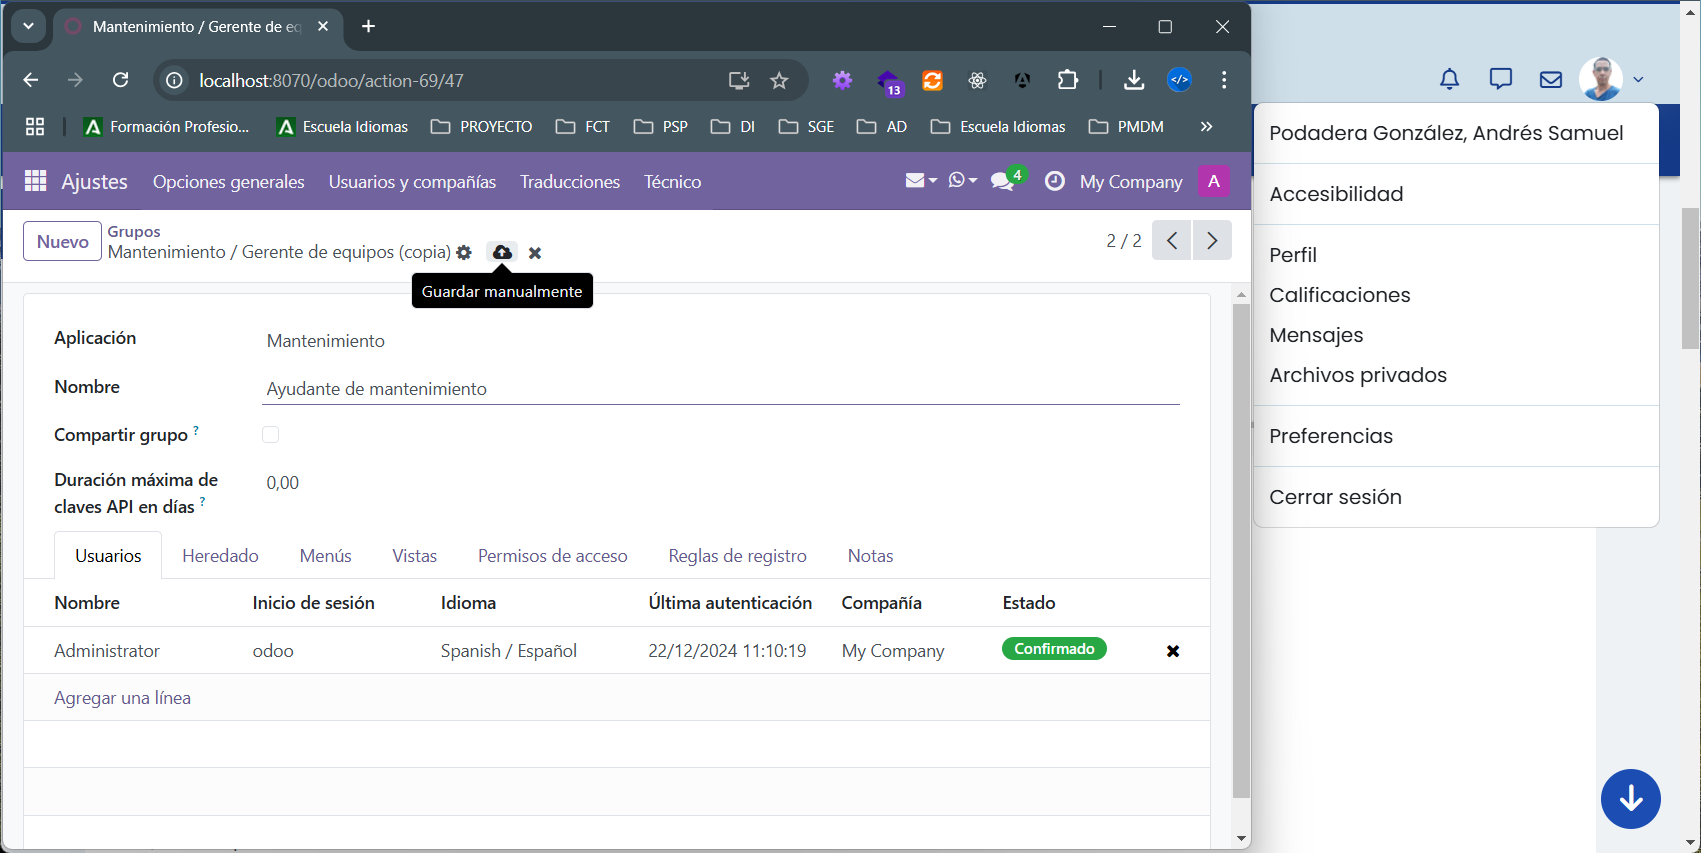 Mantenimiento / Gerente de eq
localhost:8070/odoo/action-69/47
13
Formación Profesio...
Escuela Idiomas
PROYECTO
FCT
PSP
DI
SGE
AD
Escuela Idiomas
PMDM
Ajustes
Opciones generales
Usuarios y compañías
Traducciones
Técnico
4
My Company
A
Nuevo
Grupos
Mantenimiento / Gerente de equipos (copia)
2 / 2
Guardar manualmente
Aplicación
Mantenimiento
Nombre
Ayudante de mantenimiento
Compartir grupo ?
Duración máxima de
claves API en días ?
0,00
Usuarios
Heredado
Menús
Vistas
Permisos de acceso
Reglas de registro
Notas
Nombre
Inicio de sesión
Idioma
Última autenticación
Compañía
Estado
Administrator
odoo
Spanish / Español
22/12/2024 11:10:19
My Company
Confirmado
Agregar una línea
Podadera González, Andrés Samuel
Accesibilidad
Perfil
Calificaciones
Mensajes
Archivos privados
Preferencias
Cerrar sesión